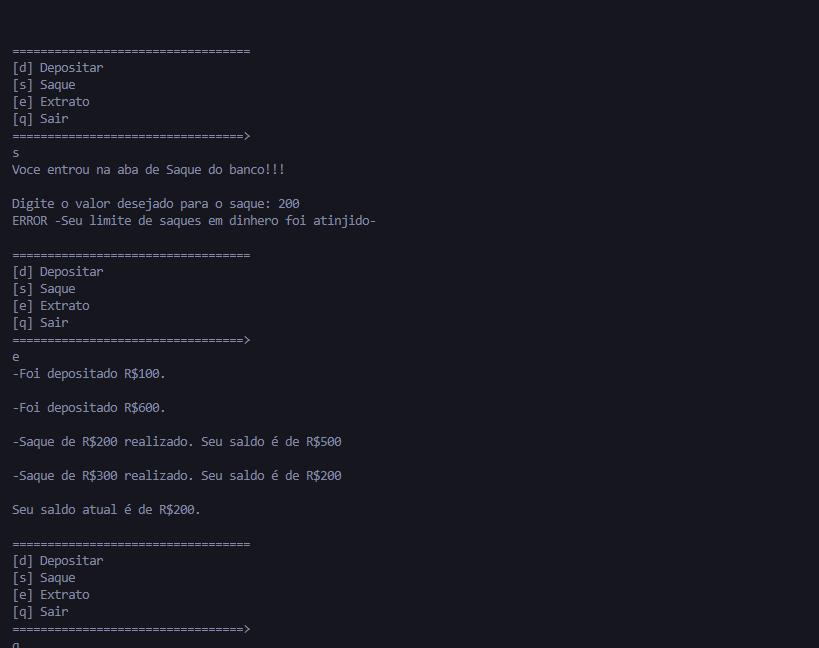 ==================================
[d] Depositar
[s] Saque
[e] Extrato
[q] Sair
=================================>
s
Voce entrou na aba de Saque do banco!!!
Digite o valor desejado para o saque: 200
ERROR -Seu limite de saques em dinhero foi atinjido-
==================================
[d] Depositar
[s] Saque
[e] Extrato
[q] Sair
=================================>
e
-Foi depositado R$100.
-Foi depositado R$600.
-Saque de R$200 realizado. Seu saldo é de R$500
-Saque de R$300 realizado. Seu saldo é de R$200
Seu saldo atual é de R$200.
==================================
[d] Depositar
[s] Saque
[e] Extrato
[q] Sair
=================================>